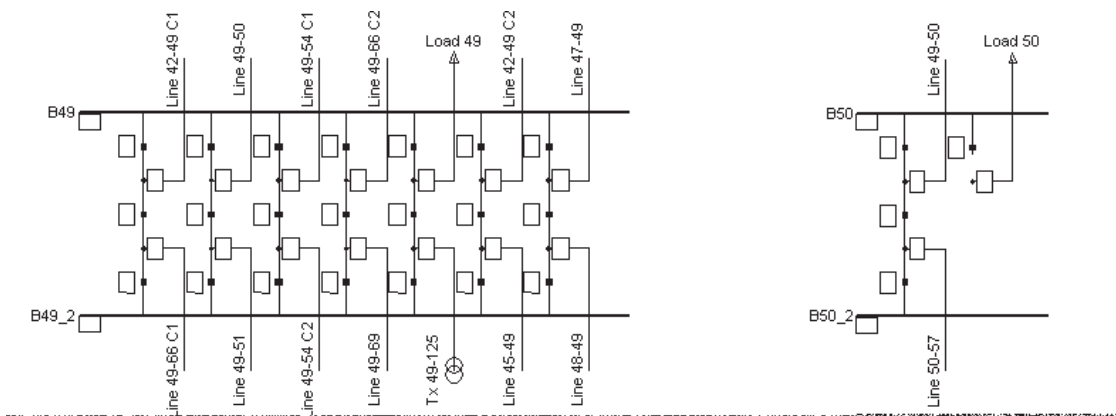 Line 42-49 C1
Line 49-50
Line 49-54 C1
Line 49-66 C2
Load 49
Line 42-49 C2
Line 47-49
B49
B49_2
Line 49-66 C1
Line 49-51
Line 49-54 C2
Line 49-69
Tx 49-125
Line 45-49
Line 48-49
Line 49-50
Load 50
B50
B50_2
Line 50-57